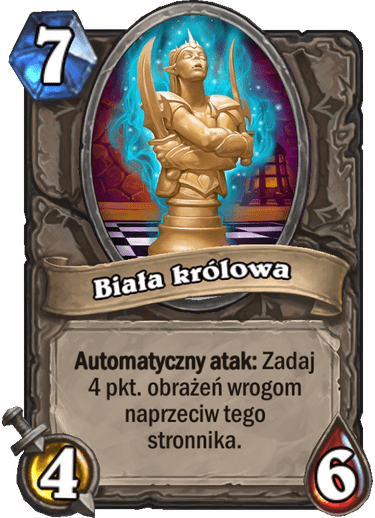 7
Biała królowa
Automatyczny atak: Zadaj
4 pkt. obrażeń wrogom
naprzeciw tego
stronnika.
4
6